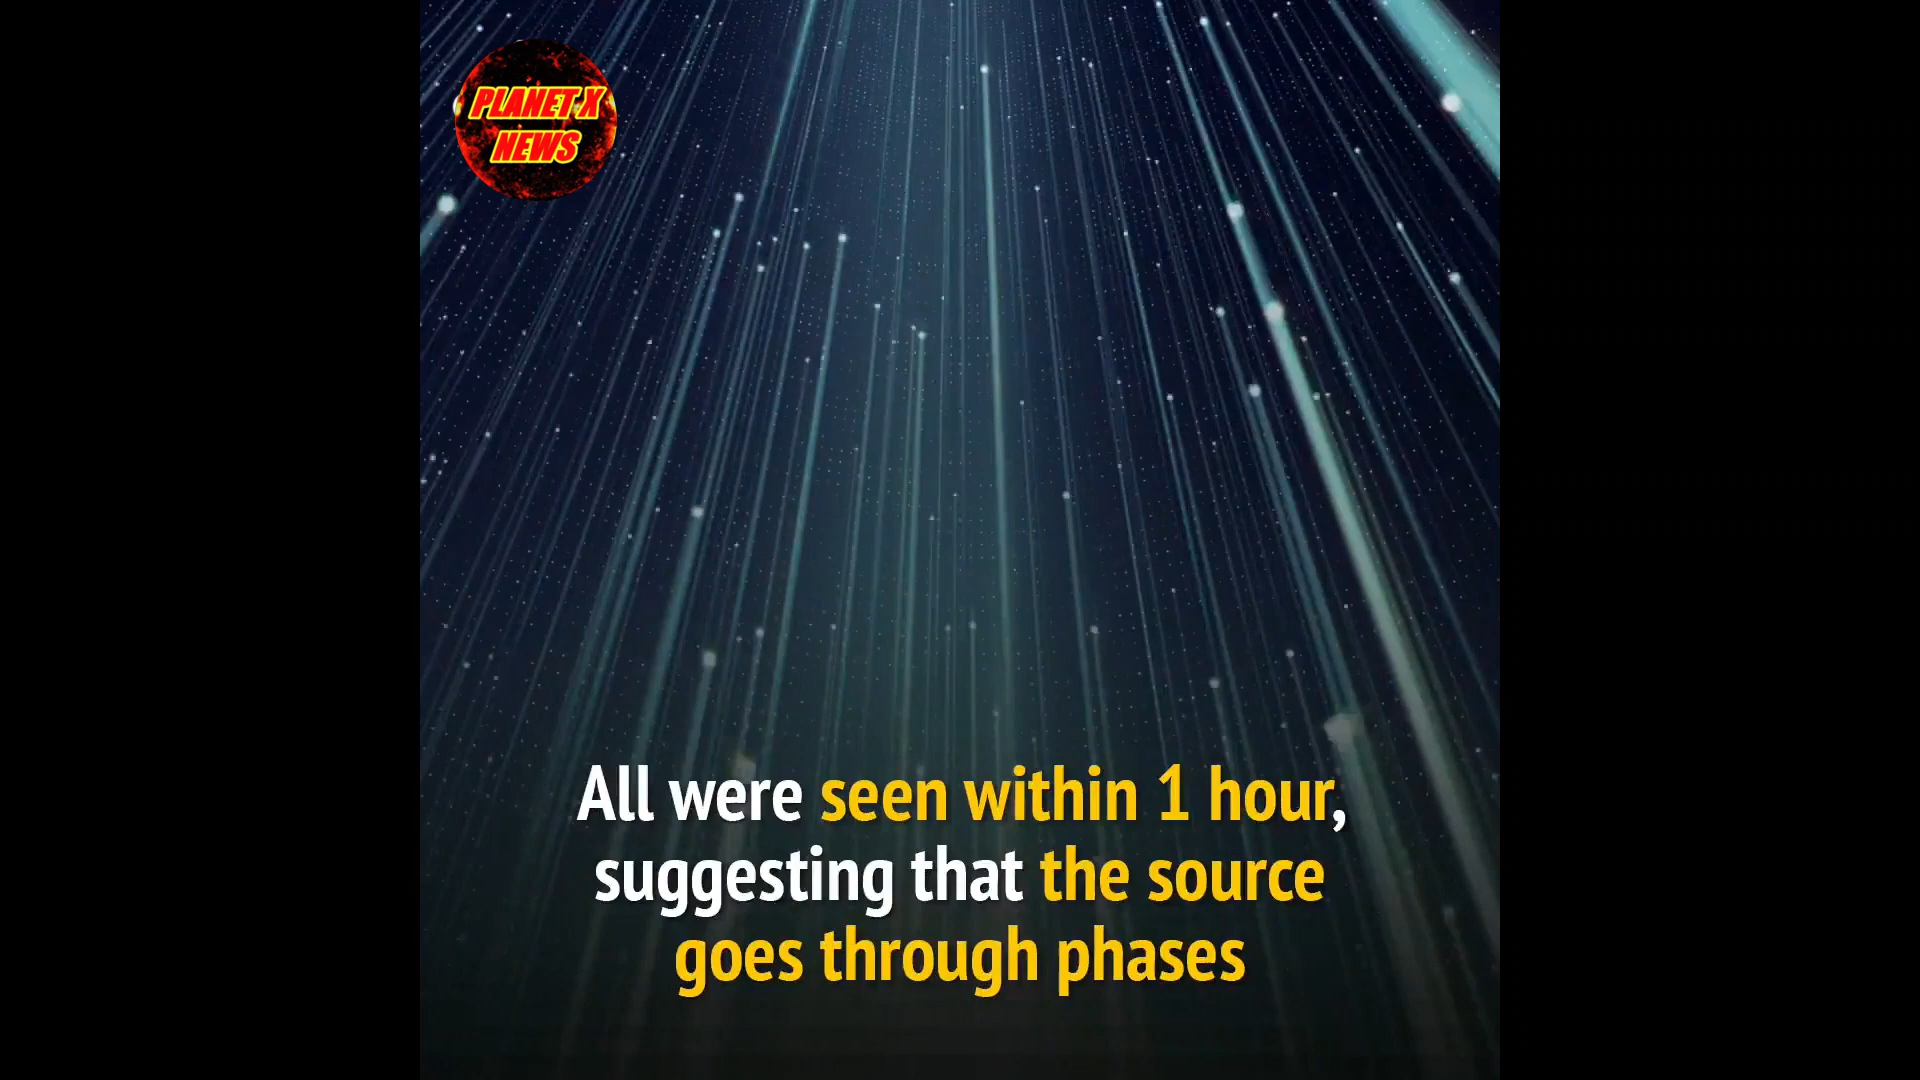 PLANET X
NEWS
All were seen within 1 hour,
suggesting that the source
goes through phases